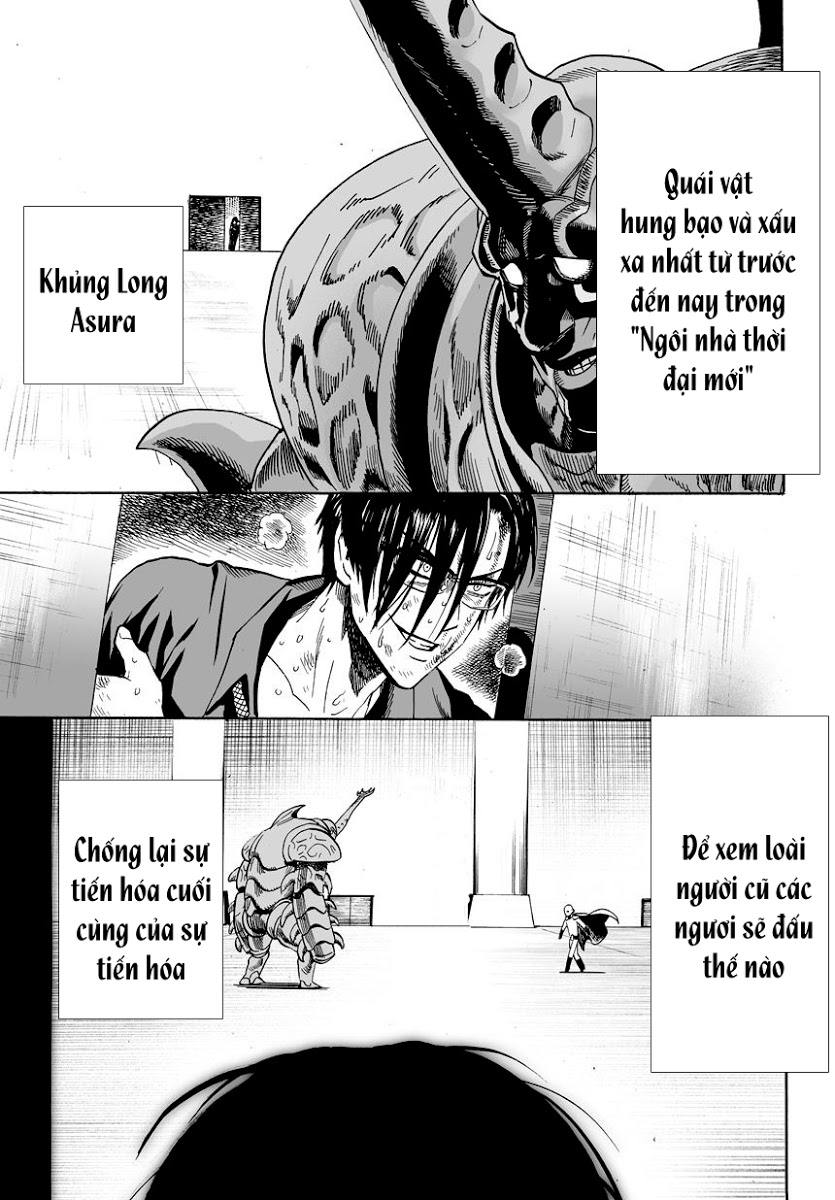 Quái vật
hung bạo và xấu
xa nhất từ trước
đến nay trong
"Ngôi nhà thời
đại mới"
Khủng Long
Asura
Để xem loài
người cũ các
ngươi sẽ đấu
thế nào
Chống lại sự
tiến hóa cuối
cùng của sự
tiến hóa